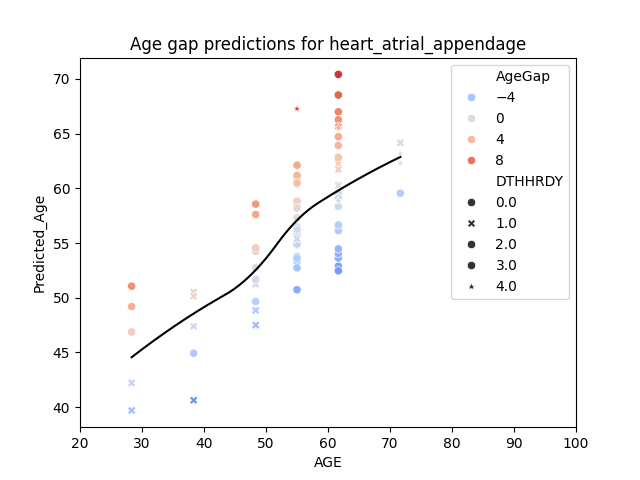 Age gap predictions for heart_atrial_appendage
Predicted_Age
70
65
60
55
50
45
40
20 30 40 50 60 70 80 90 100
AGE
AgeGap
−4
0
4
8
DTHHRDY
0.0
1.0
2.0
3.0
4.0